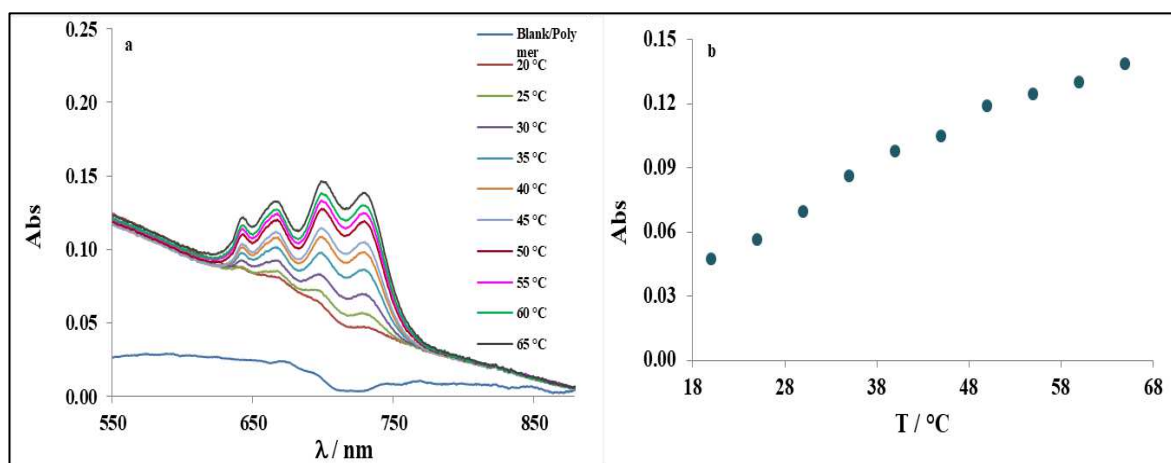 a
0.25
0.20
0.15
0.10
0.05
0.00
Abs
550
650
750
850
λ / nm
Blank/Poly
mer
20 °C
25 °C
30 °C
35 °C
40 °C
45 °C
50 °C
55 °C
60 °C
65 °C
b
0.15
0.12
0.09
0.06
0.03
0.00
Abs
18
28
38
48
58
68
T / °C